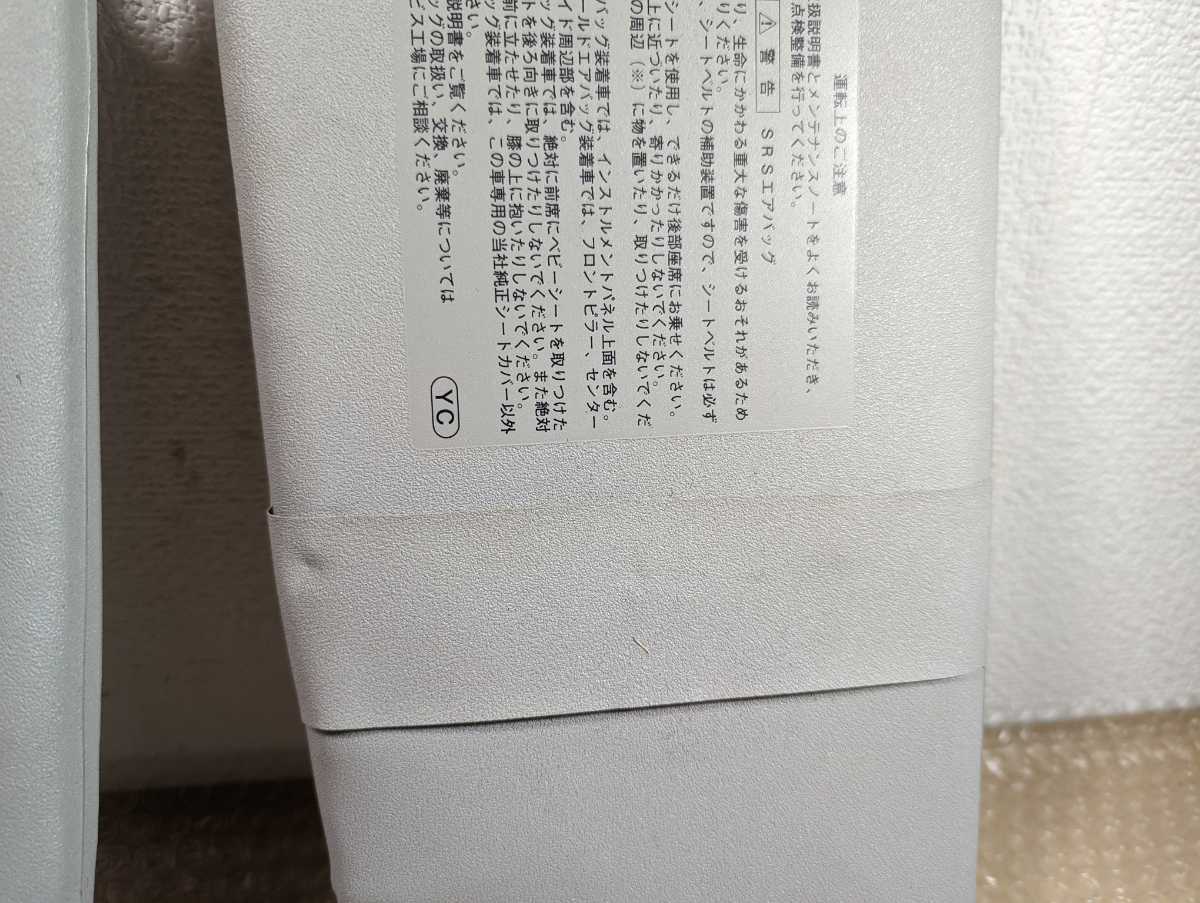 運転上のご注意
扱説明書とメンテナンスノートをよくお読みいただき、
点検整備を行ってください。
⚠ 警告 SRSエアバッグ
り、生命にかかわる重大な傷害を受けるおそれがあるため
りください。
、シートベルトの補助装置ですので、シートベルトは必ず
シートを使用し、できるだけ後部座席にお乗せください。
上に近づいたり、寄りかかったりしないでください。
の周辺（※）に物を置いたり、取りつけたりしないでくだ
バッグ装着車では、インストルメントパネル上面を含む。
ールドエアバッグ装着車では、フロントピラー、センター
イド周辺部を含む。
ッグ装着車では、絶対に前席にベビーシートを取りつけた
トを後ろ向きに取りつけたりしないでください。また絶対
前に立たせたり、膝の上に抱いたりしないでください。
ッグ装着車では、この車専用の当社純正シートカバー以外
さい。
説明書をご覧ください。
ッグの取扱い、交換、廃棄等については
ビス工場にご相談ください。
YC